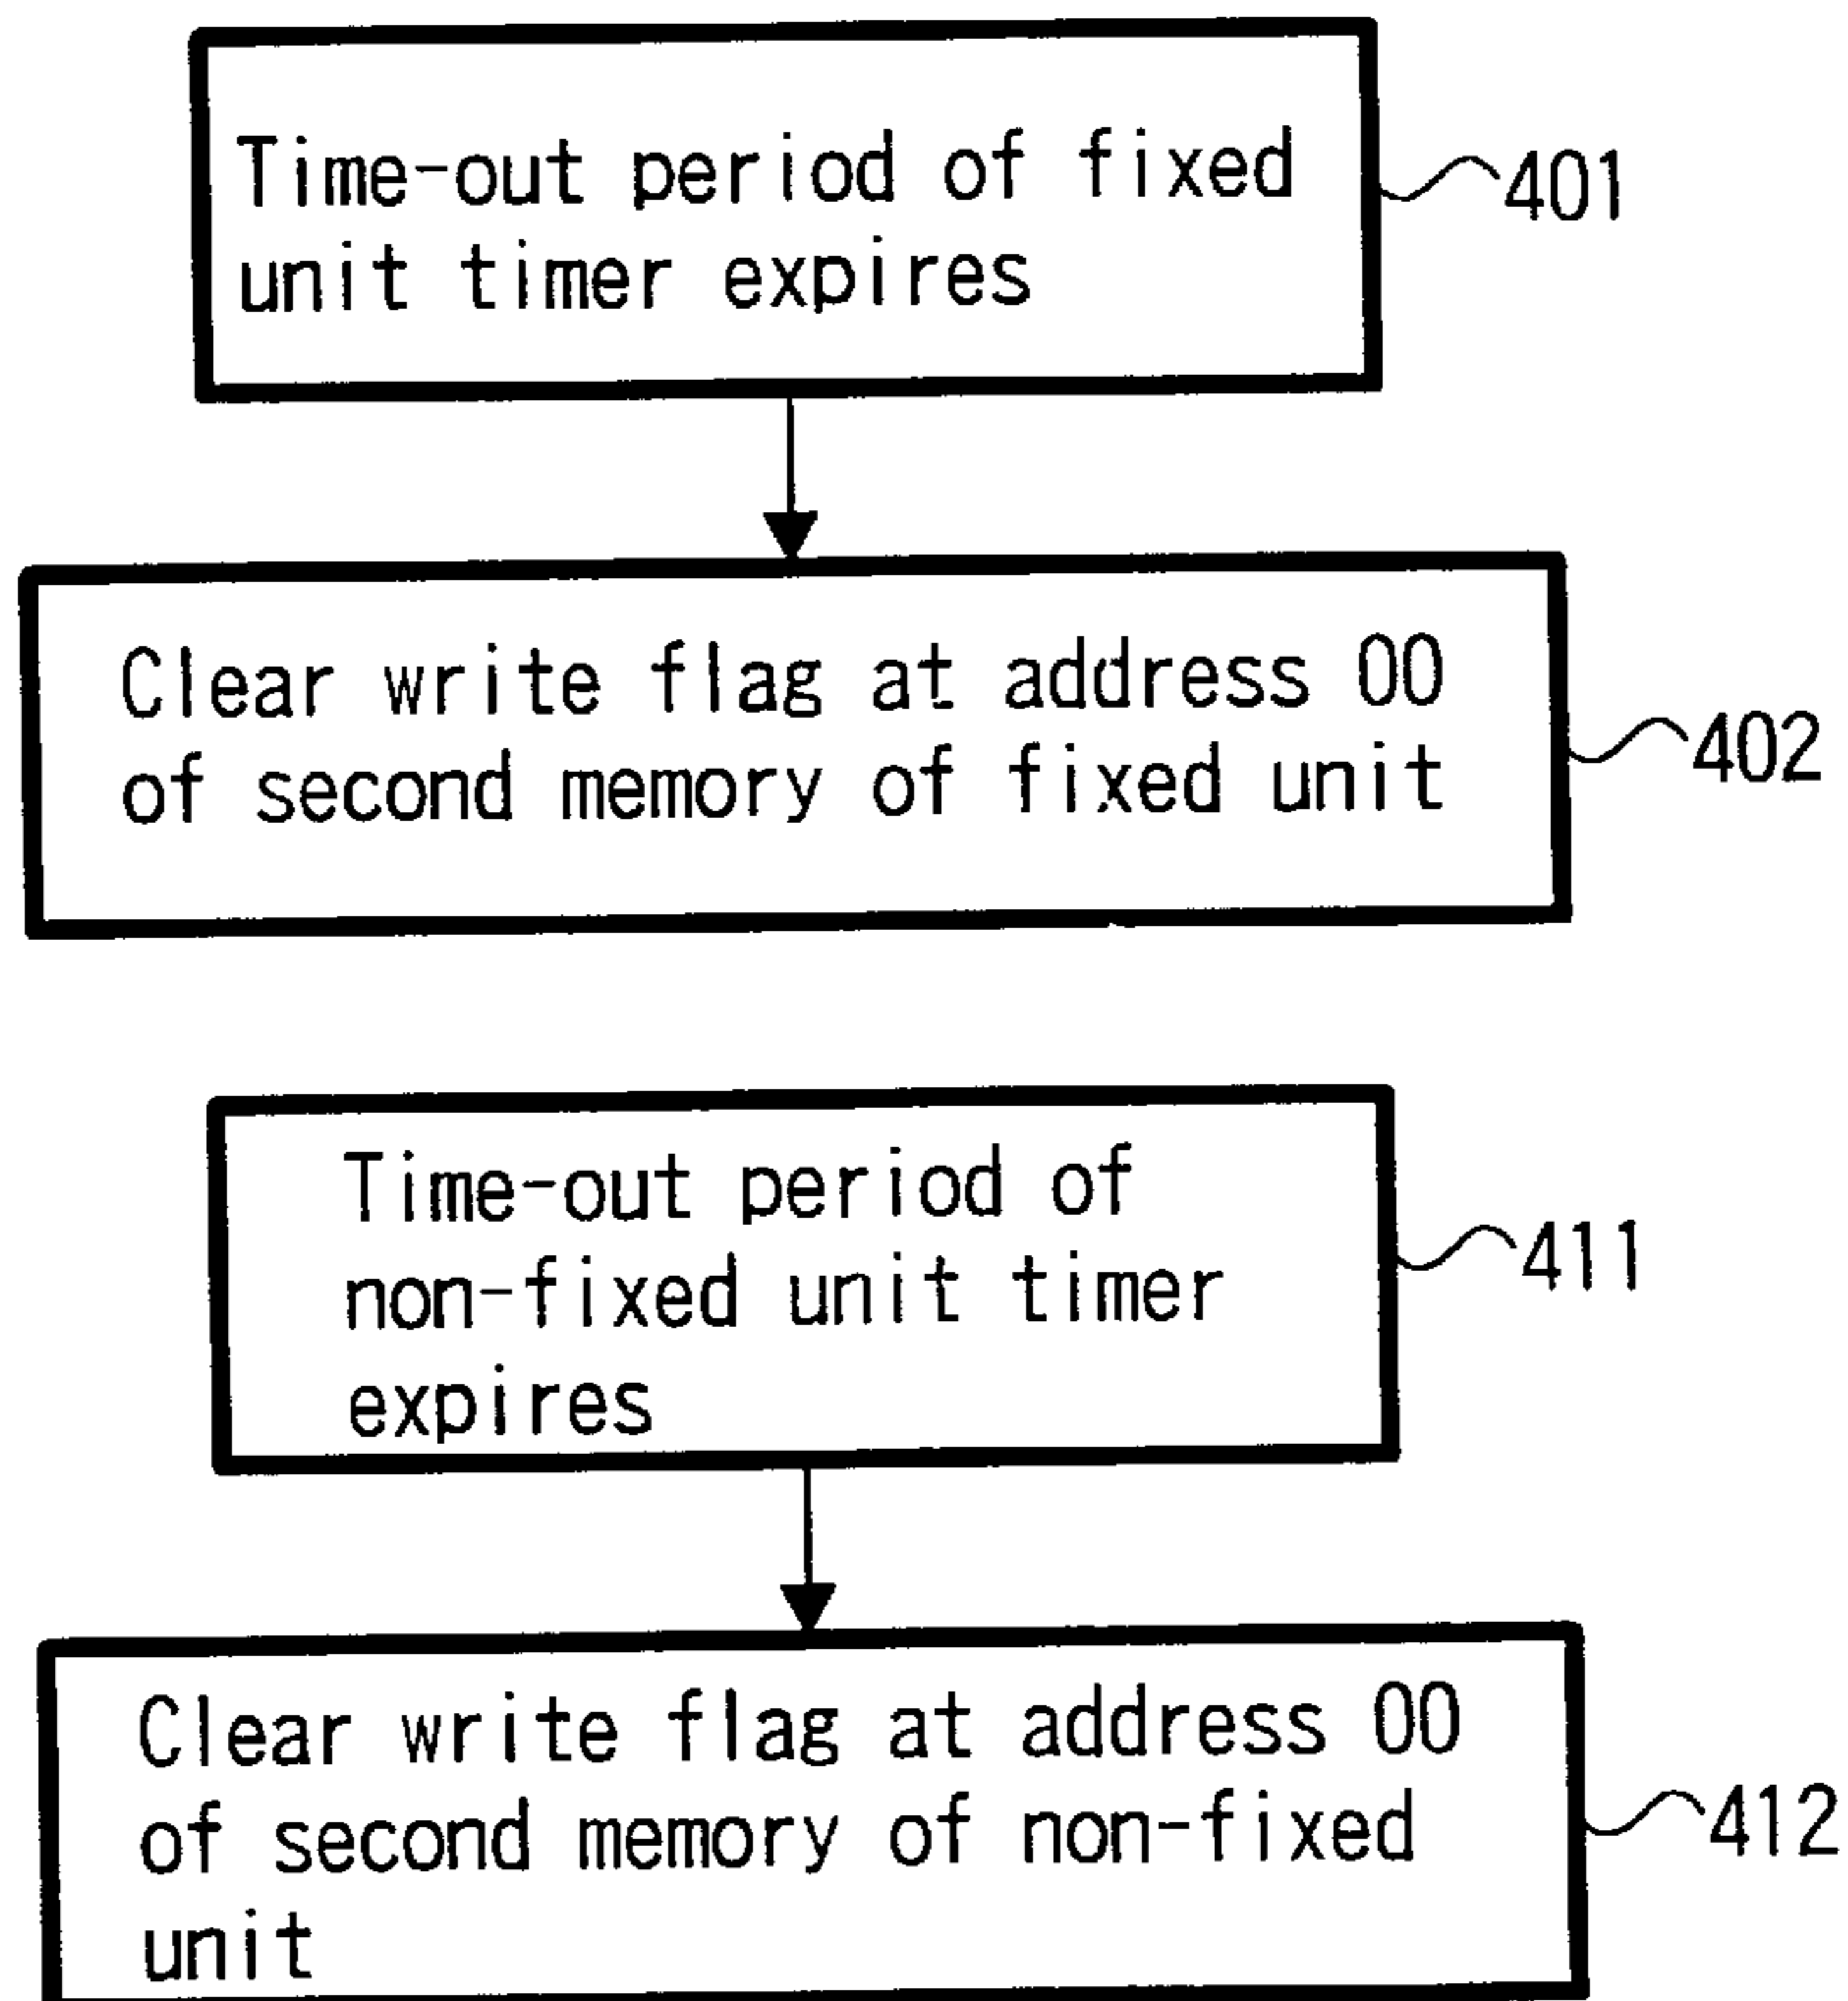 Time-out period of fixed
unit timer expires
401
Clear write flag at address 00
of second memory of fixed unit
402
Time-out period of
non-fixed unit timer
expires
411
Clear write flag at address 00
of second memory of non-fixed
unit
412